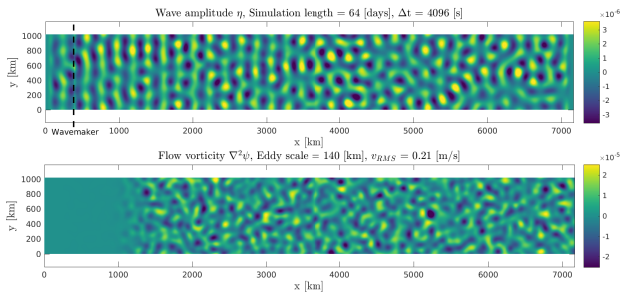 Wave amplitude η, Simulation length = 64 [days], Δt = 4096 [s]
×10⁻⁶
1000
800
600
400
200
0
y [km]
3
2
1
0
-1
-2
-3
0 1000 2000 3000 4000 5000 6000 7000
Wavemaker
x [km]
Flow vorticity ∇²ψ, Eddy scale = 140 [km], v_RMS = 0.21 [m/s]
×10⁻⁵
1000
800
600
400
200
0
y [km]
2
1
0
-1
-2
0 1000 2000 3000 4000 5000 6000 7000
x [km]